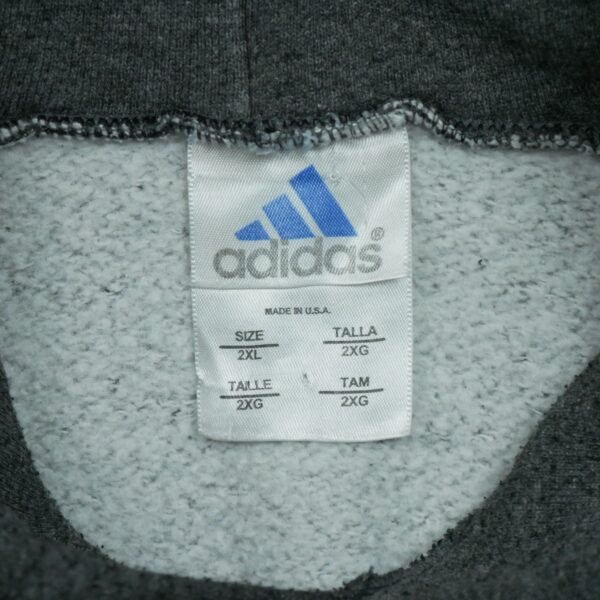 adidas®
MADE IN U.S.A.
SIZE TALLA
2XL 2XG
TAILLE TAM
2XG 2XG